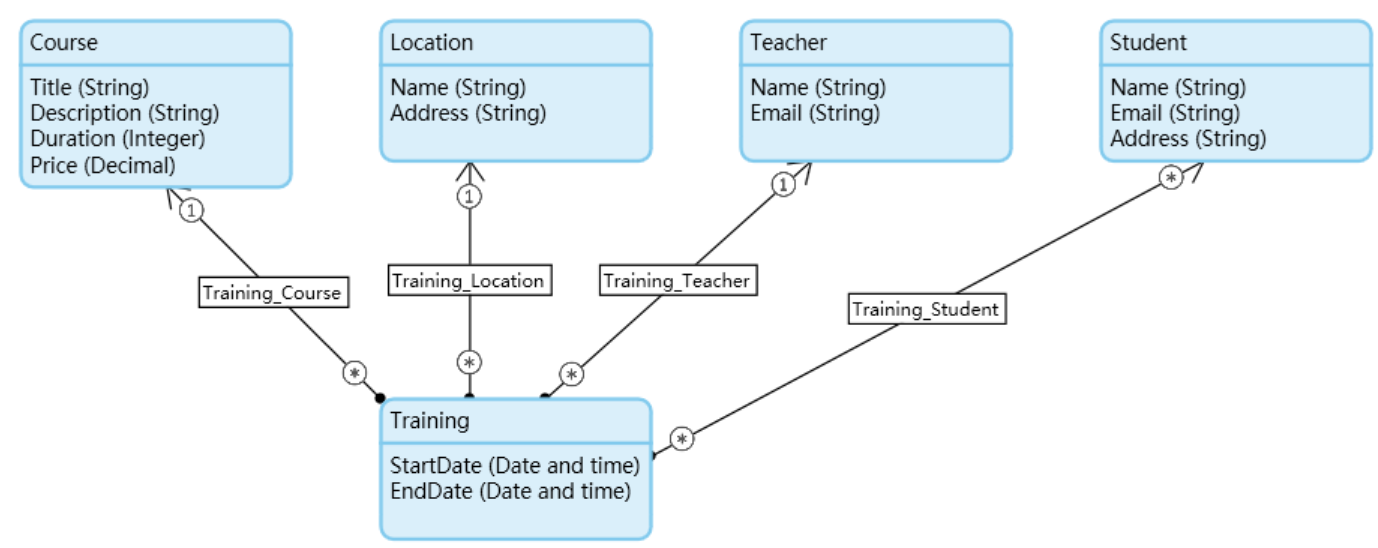 Course
Title (String)
Description (String)
Duration (Integer)
Price (Decimal)
Location
Name (String)
Address (String)
Teacher
Name (String)
Email (String)
Student
Name (String)
Email (String)
Address (String)
1
1
1
*
Training_Course
Training_Location
Training_Teacher
Training_Student
*
*
*
*
Training
StartDate (Date and time)
EndDate (Date and time)